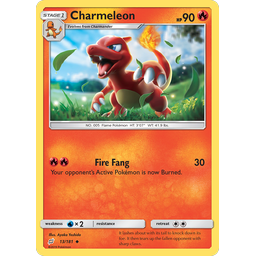 STAGE 1
Charmeleon
HP 90
Evolves from Charmander
NO. 005 Flame Pokémon HT: 3'07" WT: 41.9 lbs.
Fire Fang 30
Your opponent's Active Pokémon is now Burned.
weakness ×2 resistance retreat
Illus. Ayaka Yoshida
13/181